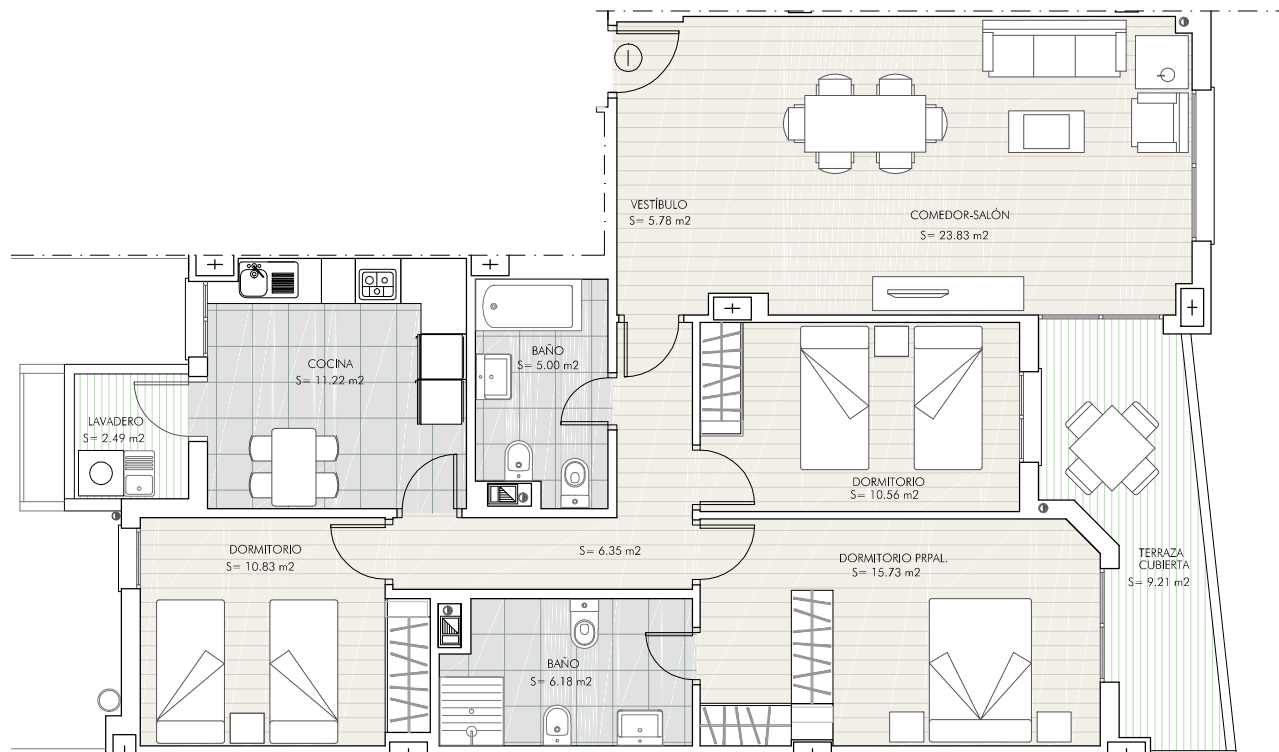 VESTÍBULO
S= 5.78 m2
COMEDOR-SALÓN
S= 23.83 m2
COCINA
S= 11.22 m2
BAÑO
S= 5.00 m2
LAVADERO
S= 2.49 m2
DORMITORIO
S= 10.56 m2
DORMITORIO
S= 10.83 m2
S= 6.35 m2
DORMITORIO PRPAL.
S= 15.73 m2
TERRAZA
CUBIERTA
S= 9.21 m2
BAÑO
S= 6.18 m2